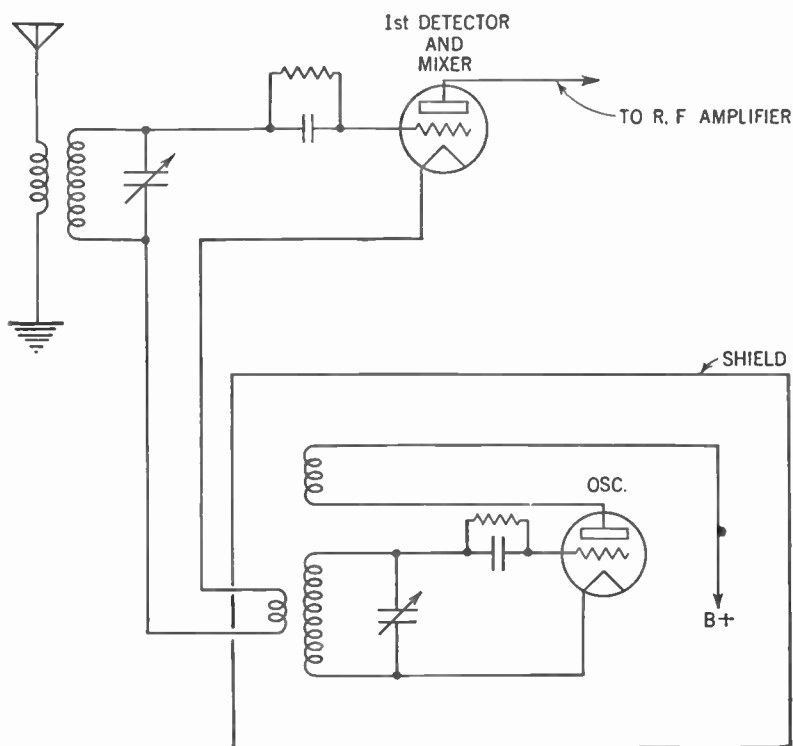 1st DETECTOR
AND
MIXER
TO R. F AMPLIFIER
SHIELD
OSC.
B+